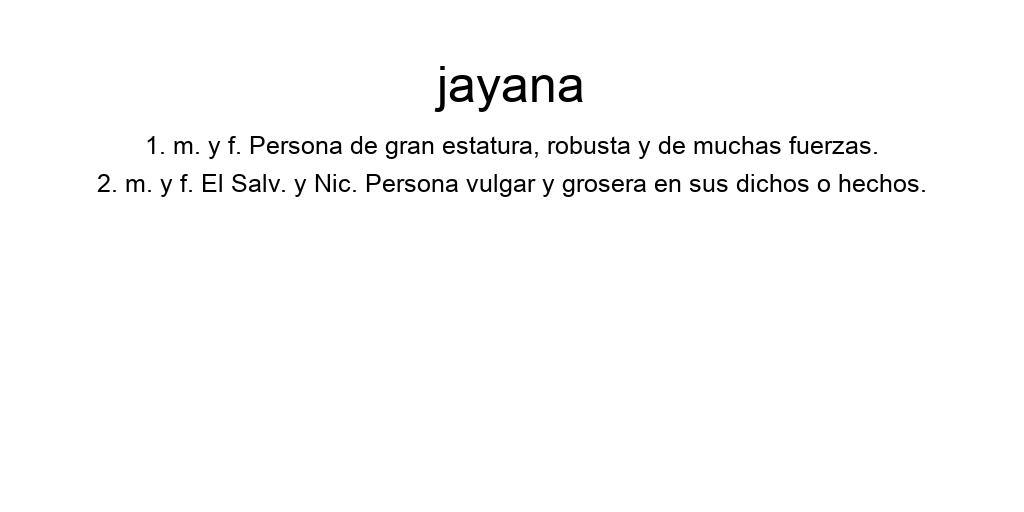 jayana
1. m. y f. Persona de gran estatura, robusta y de muchas fuerzas.
2. m. y f. El Salv. y Nic. Persona vulgar y grosera en sus dichos o hechos.